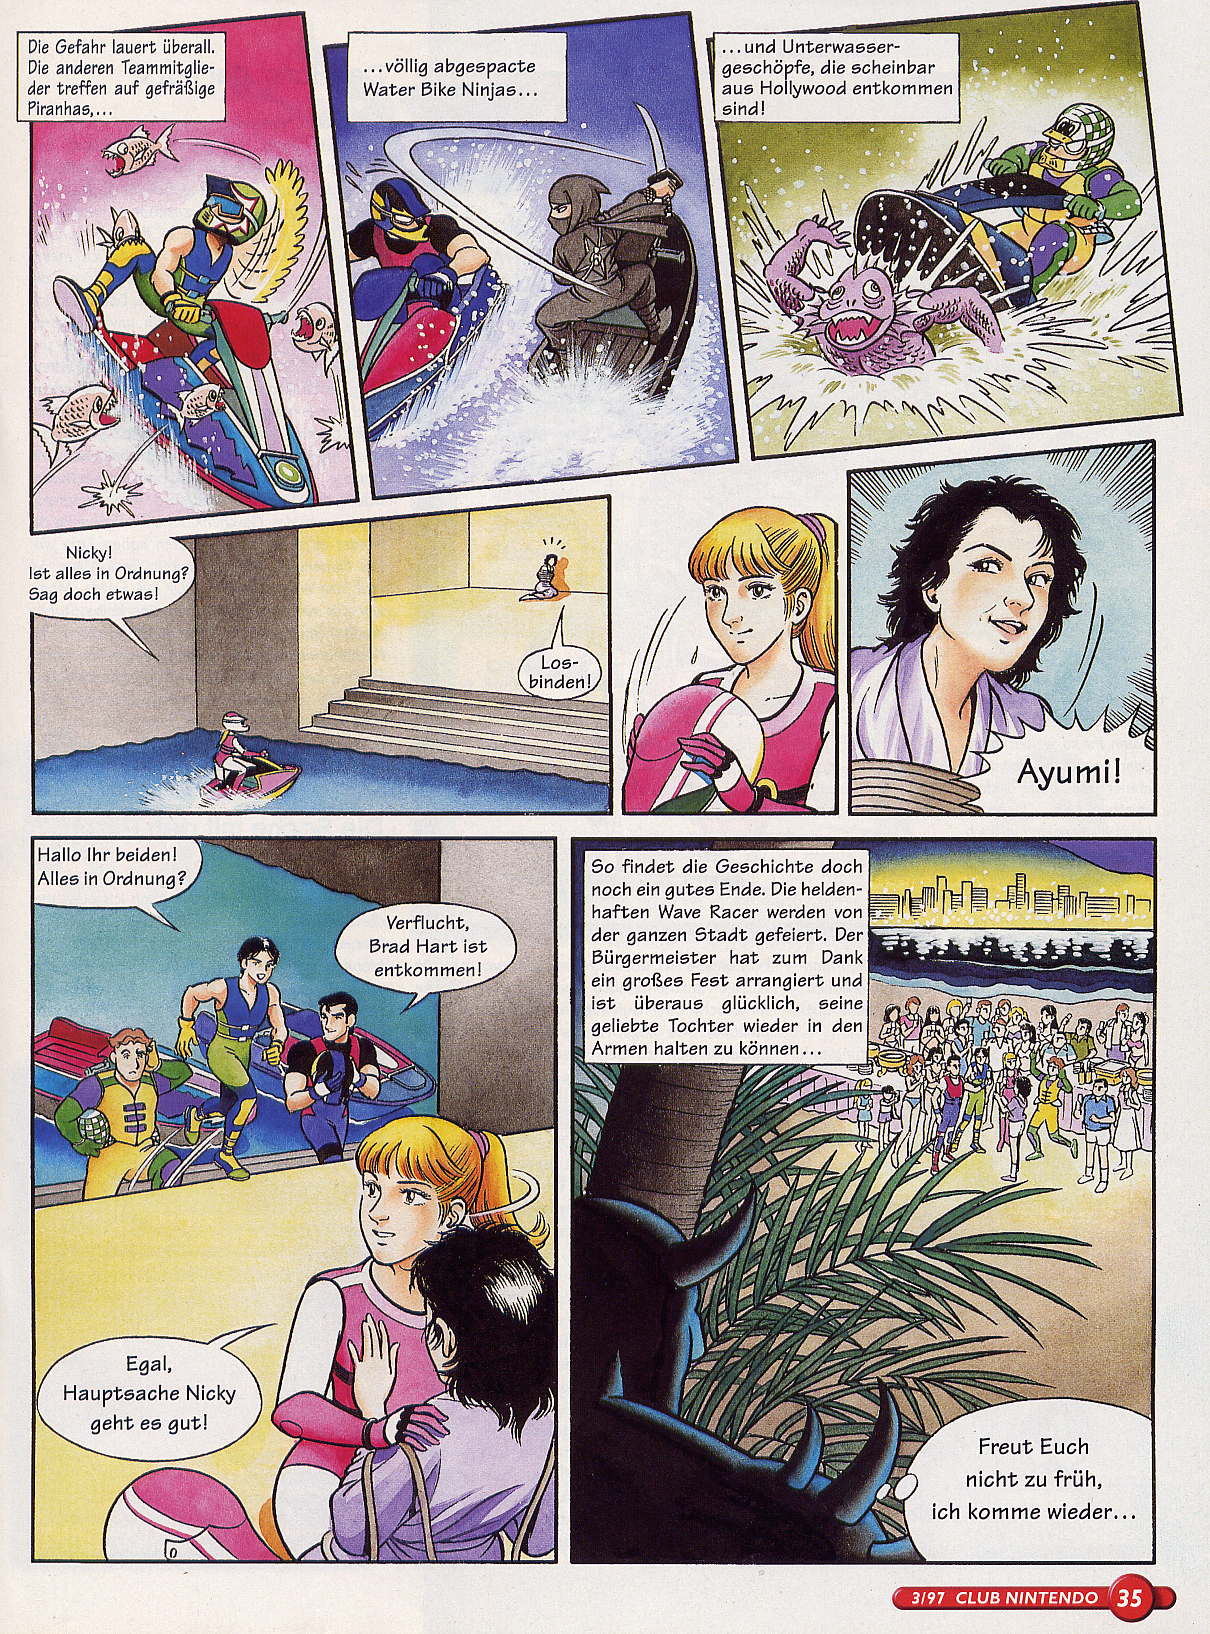 Die Gefahr lauert überall.
Die anderen Teammitglie-
der treffen auf gefräßige
Piranhas,...
...völlig abgespacte
Water Bike Ninjas...
...und Unterwasser-
geschöpfe, die scheinbar
aus Hollywood entkommen
sind!
Nicky!
Ist alles in Ordnung?
Sag doch etwas!
Los-
binden!
Ayumi!
Hallo Ihr beiden!
Alles in Ordnung?
Verflucht,
Brad Hart ist
entkommen!
Egal,
Hauptsache Nicky
geht es gut!
So findet die Geschichte doch
noch ein gutes Ende. Die helden-
haften Wave Racer werden von
der ganzen Stadt gefeiert. Der
Bürgermeister hat zum Dank
ein großes Fest arrangiert und
ist überaus glücklich, seine
geliebte Tochter wieder in den
Armen halten zu können...
Freut Euch
nicht zu früh,
ich komme wieder...
3/97 CLUB NINTENDO 35